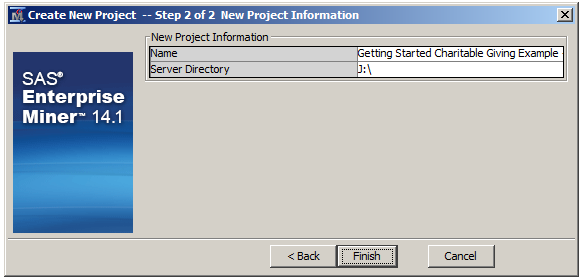 Create New Project -- Step 2 of 2 New Project Information
New Project Information
Name Getting Started Charitable Giving Example
Server Directory J:\
SAS®
Enterprise
Miner™ 14.1
< Back Finish Cancel